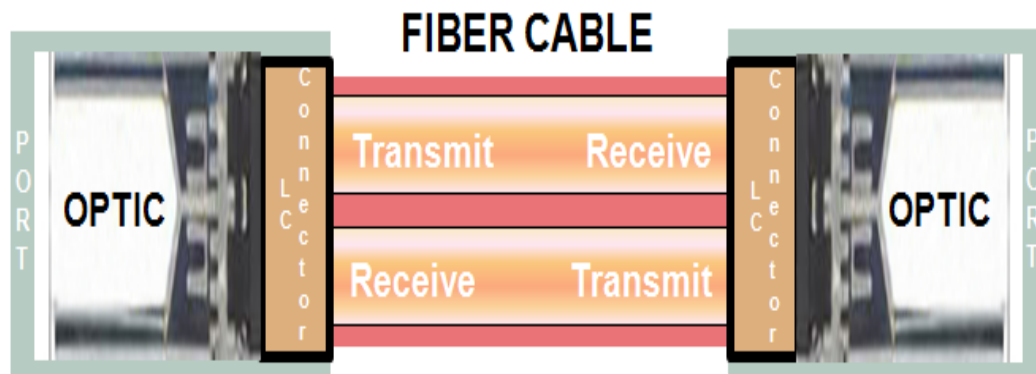 FIBER CABLE
PORT
OPTIC
LC
Connector
Transmit
Receive
Receive
Transmit
LC
Connector
OPTIC
PORT